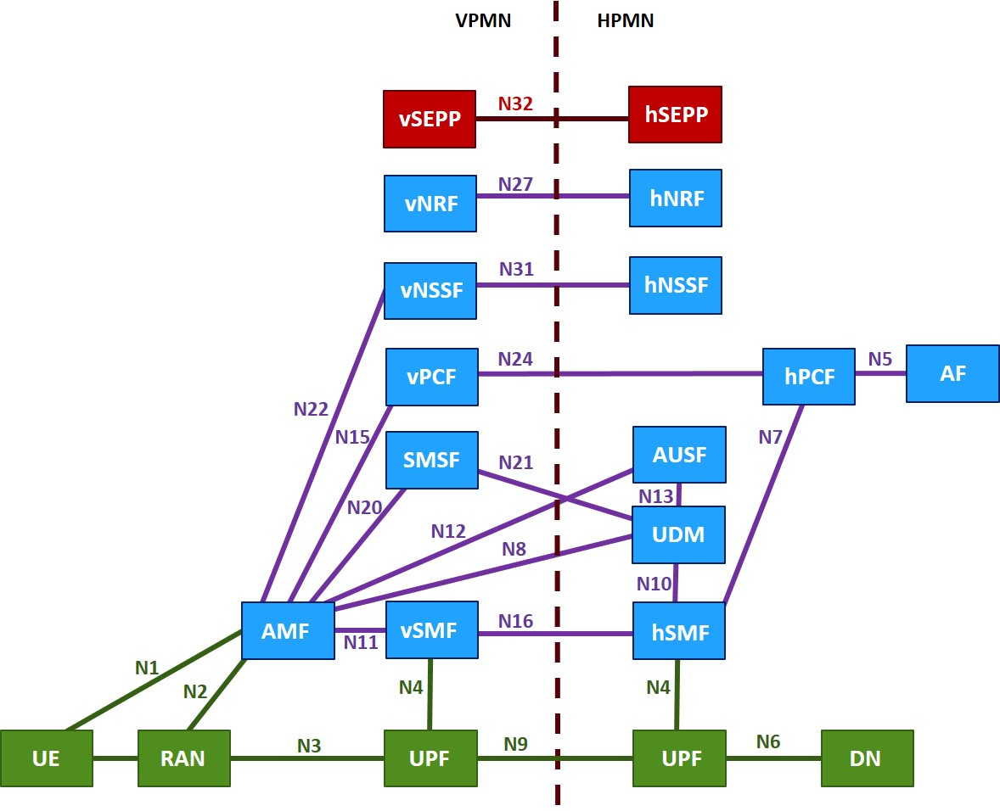 VPMN
HPMN
vSEPP
N32
hSEPP
vNRF
N27
hNRF
vNSSF
N31
hNSSF
vPCF
N24
hPCF
N5
AF
N22
N15
N7
SMSF
N21
AUSF
N20
N13
N12
UDM
N8
N10
AMF
N11
vSMF
N16
hSMF
N1
N2
N4
N4
UE
RAN
N3
UPF
N9
UPF
N6
DN